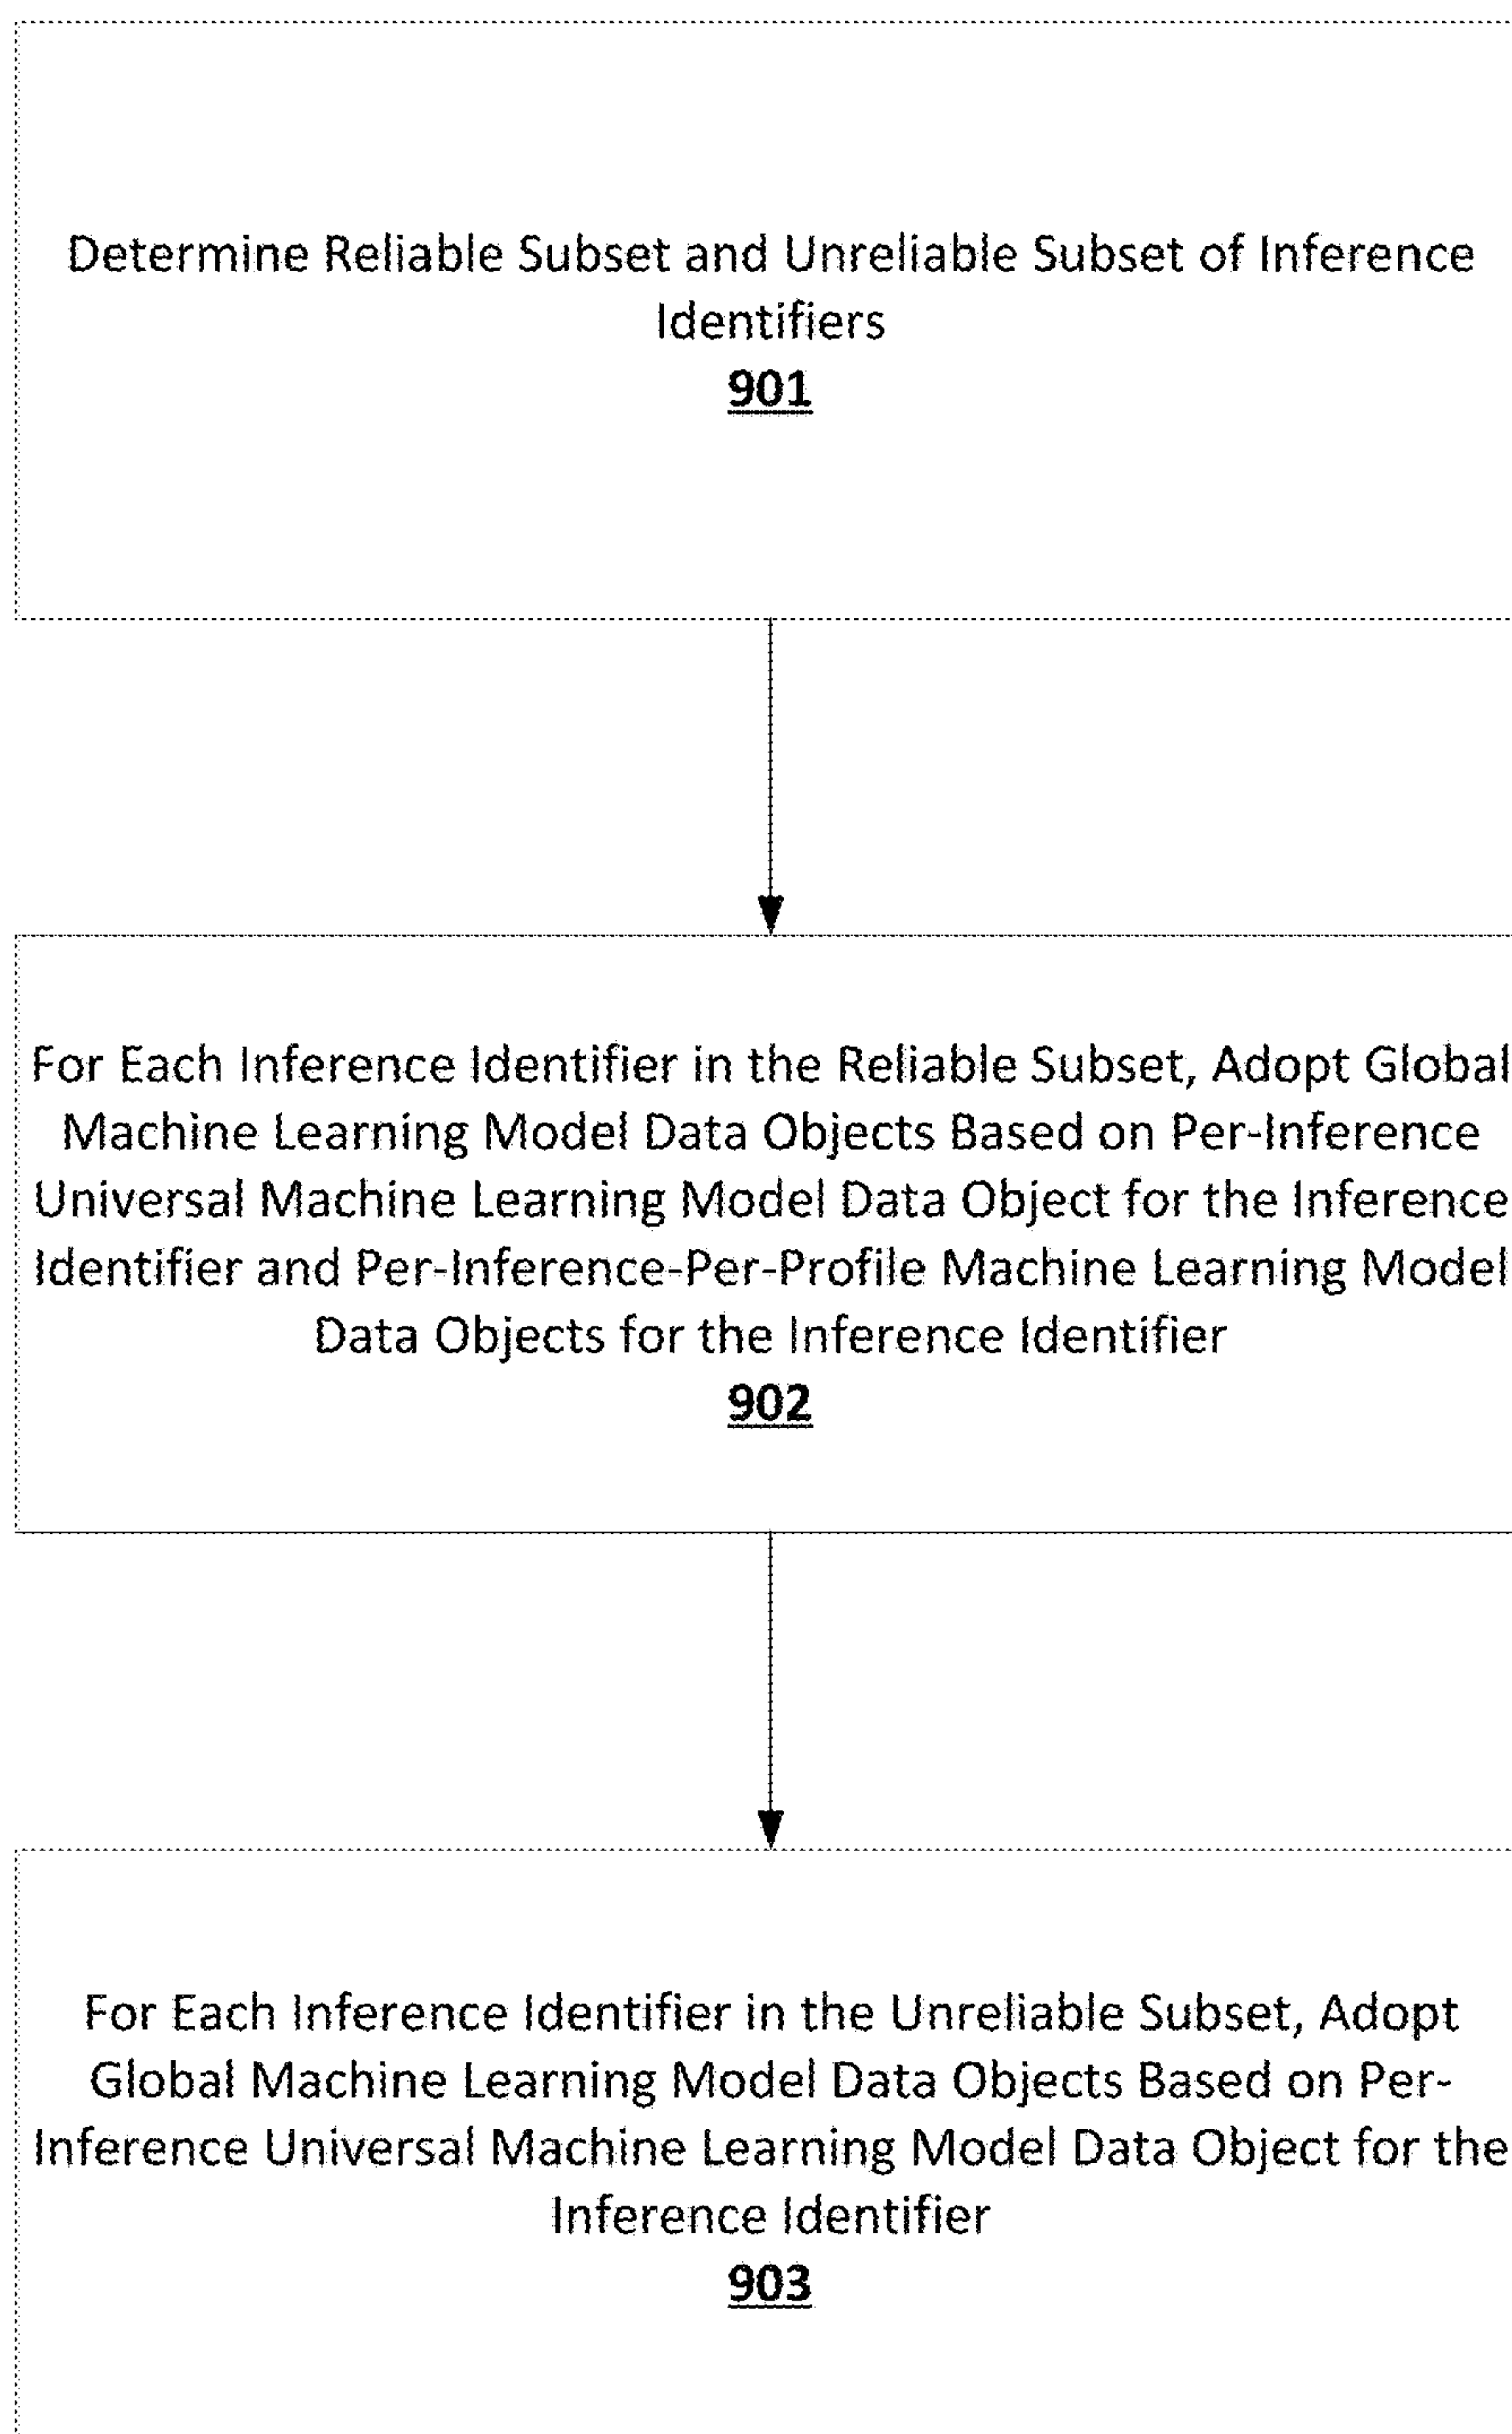 Determine Reliable Subset and Unreliable Subset of Inference
Identifiers
901
For Each Inference Identifier in the Reliable Subset, Adopt Global
Machine Learning Model Data Objects Based on Per-Inference
Universal Machine Learning Model Data Object for the Inference
Identifier and Per-Inference-Per-Profile Machine Learning Model
Data Objects for the Inference Identifier
902
For Each Inference Identifier in the Unreliable Subset, Adopt
Global Machine Learning Model Data Objects Based on Per-
Inference Universal Machine Learning Model Data Object for the
Inference Identifier
903